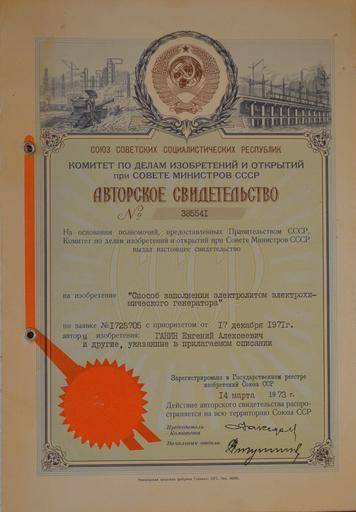 СОЮЗ СОВЕТСКИХ СОЦИАЛИСТИЧЕСКИХ РЕСПУБЛИК
КОМИТЕТ ПО ДЕЛАМ ИЗОБРЕТЕНИЙ И ОТКРЫТИЙ
при СОВЕТЕ МИНИСТРОВ СССР
АВТОРСКОЕ СВИДЕТЕЛЬСТВО
№ 385541
На основании полномочий, предоставленных Правительством СССР,
Комитет по делам изобретений и открытий при Совете Министров СССР
выдал настоящее свидетельство
на изобретение "Способ заполнения электролитом электрохи-
мического генератора"
по заявке № 1725705 с приоритетом от 17 декабря 1971г.
автору изобретения: ГАНИН Евгений Алексеевич
и другие, указанные в прилагаемом описании
Зарегистрировано в Государственном реестре
изобретений Союза ССР
14 марта 1973 г.
Действие авторского свидетельства распро-
страняется на всю территорию Союза ССР
Председатель
Комитета
Начальник отдела